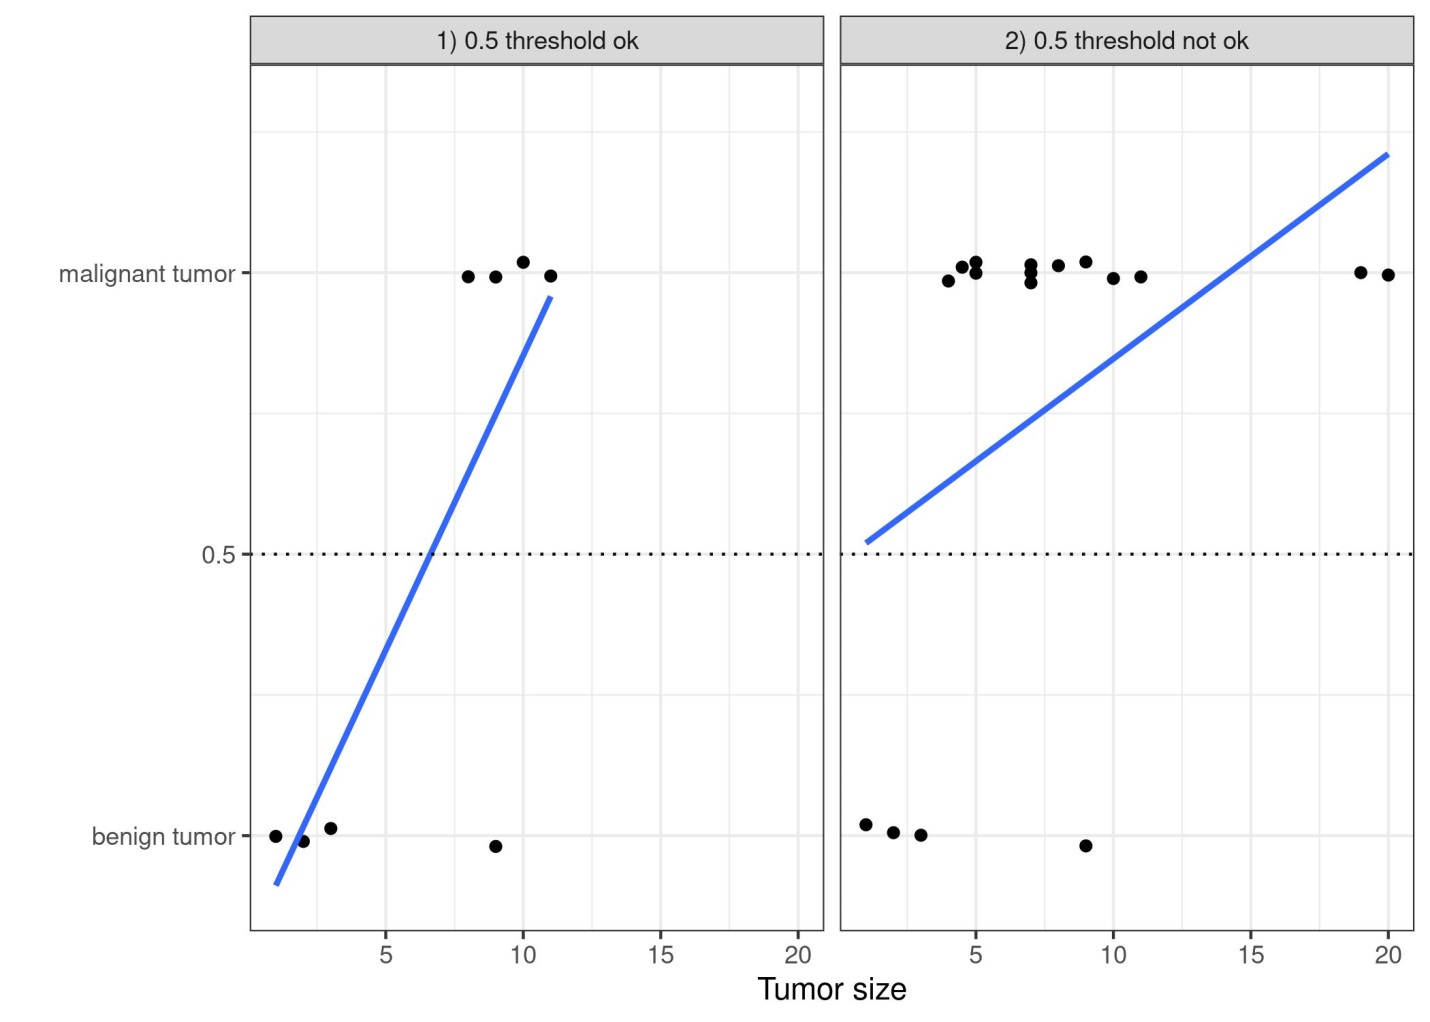 1) 0.5 threshold ok
2) 0.5 threshold not ok
malignant tumor
0.5
benign tumor
5 10 15 20
5 10 15 20
Tumor size